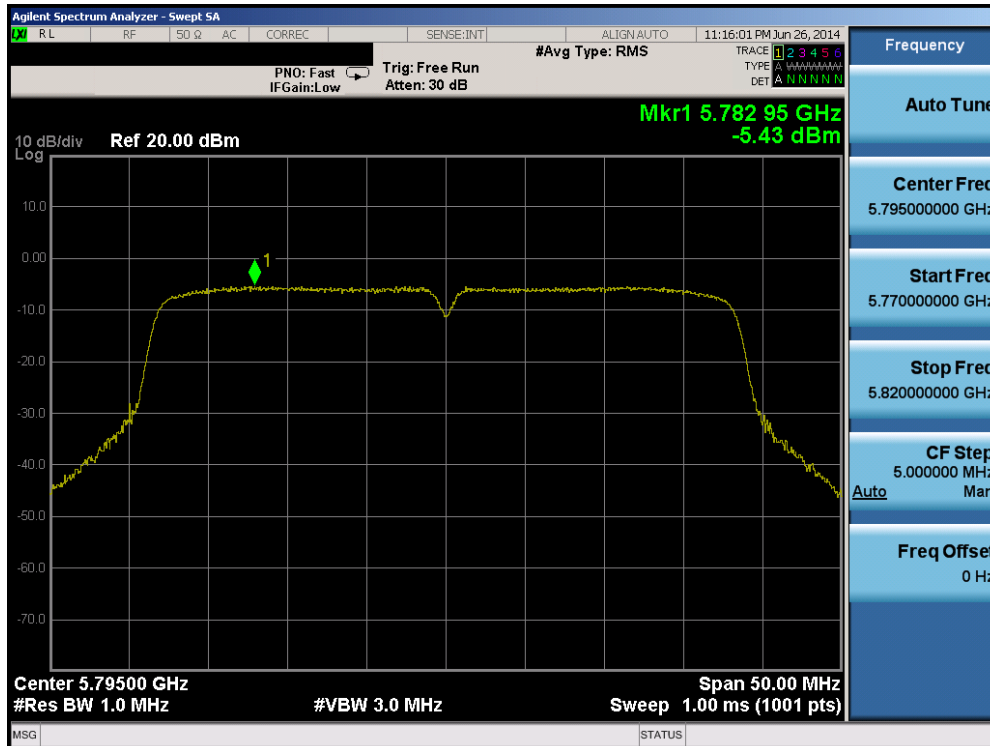 Agilent Spectrum Analyzer - Swept SA
LXI RL RF 50 Ω AC CORREC SENSE:INT ALIGN AUTO 11:16:01 PM Jun 26, 2014
#Avg Type: RMS TRACE 1 2 3 4 5 6
PNO: Fast Trig: Free Run TYPE A WWWWW
IFGain:Low Atten: 30 dB DET A N N N N N
Mkr1 5.782 95 GHz
-5.43 dBm
10 dB/div Ref 20.00 dBm
Log
10.0
0.00
1
-10.0
-20.0
-30.0
-40.0
-50.0
-60.0
-70.0
Center 5.79500 GHz Span 50.00 MHz
#Res BW 1.0 MHz #VBW 3.0 MHz Sweep 1.00 ms (1001 pts)
MSG STATUS
Frequency
Auto Tune
Center Freq
5.795000000 GHz
Start Freq
5.770000000 GHz
Stop Freq
5.820000000 GHz
CF Step
5.000000 MHz
Auto Man
Freq Offset
0 Hz